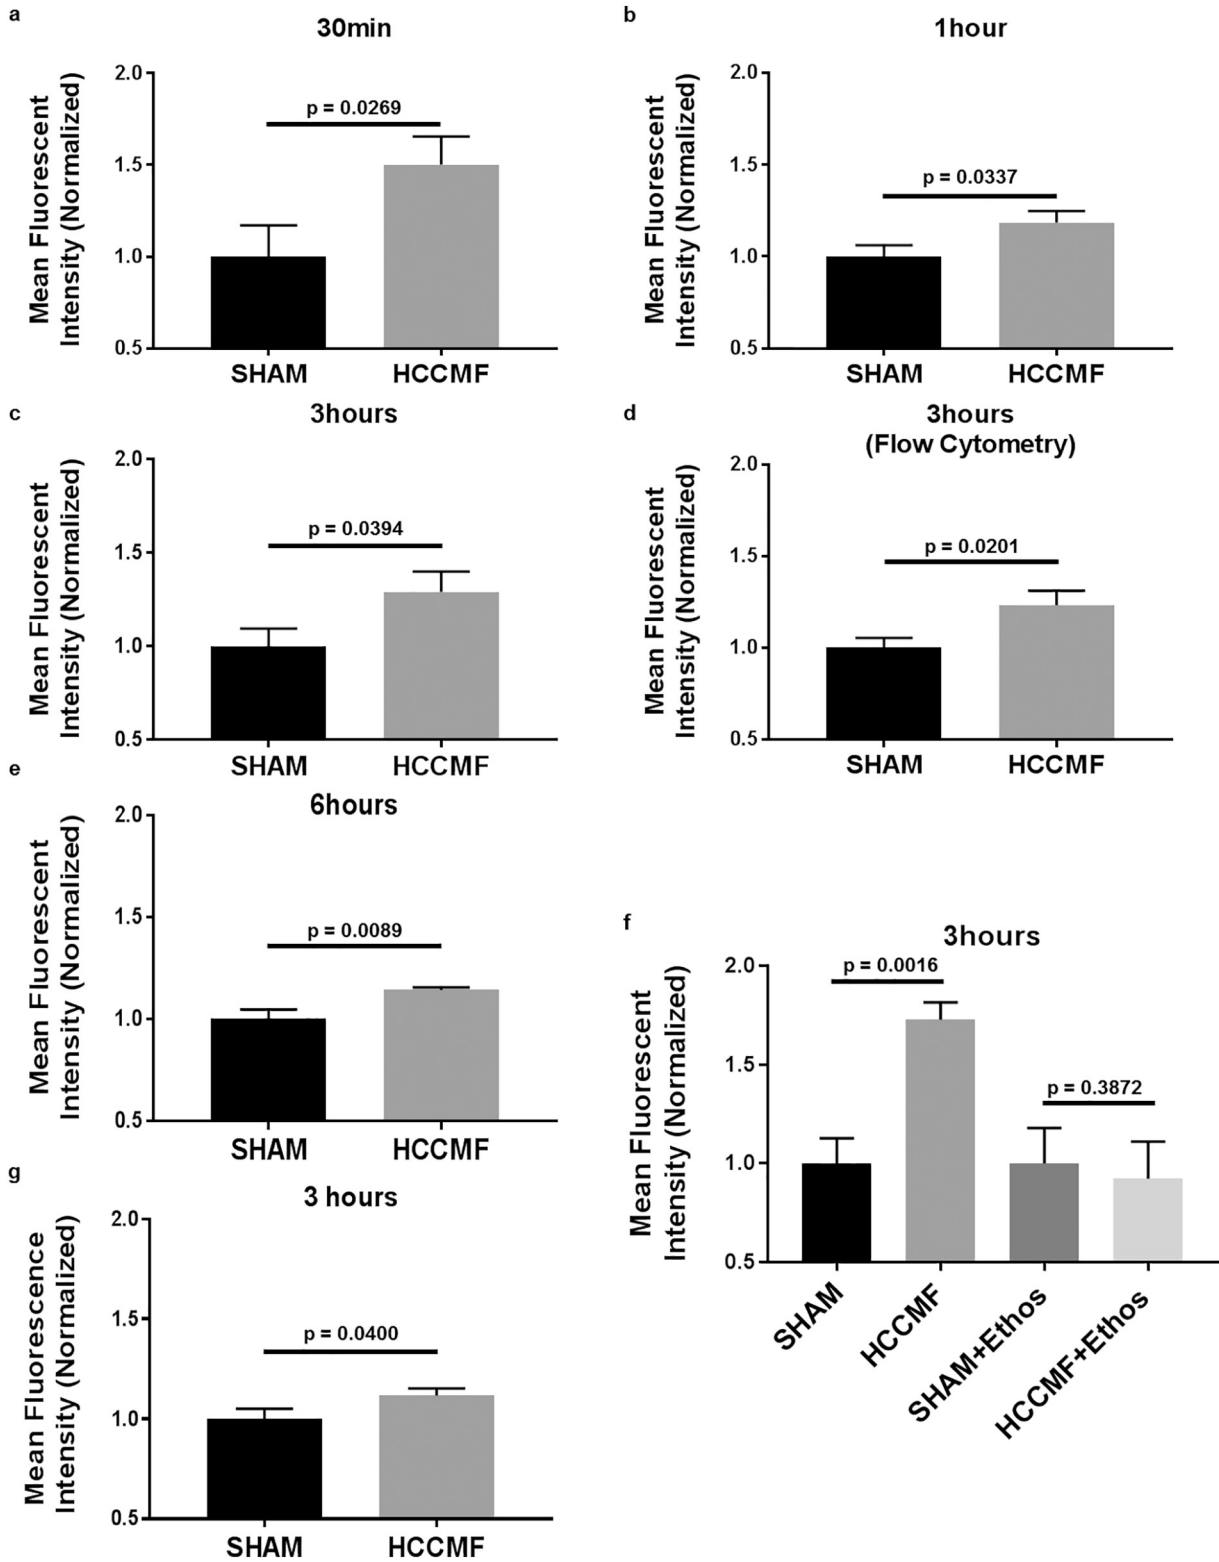 a
30min
Mean Fluorescent
Intensity (Normalized)
2.0
1.5
1.0
0.5
p = 0.0269
SHAM
HCCMF
b
1hour
Mean Fluorescent
Intensity (Normalized)
2.0
1.5
1.0
0.5
p = 0.0337
SHAM
HCCMF
c
3hours
Mean Fluorescent
Intensity (Normalized)
2.0
1.5
1.0
0.5
p = 0.0394
SHAM
HCCMF
d
3hours
(Flow Cytometry)
Mean Fluorescent
Intensity (Normalized)
2.0
1.5
1.0
0.5
p = 0.0201
SHAM
HCCMF
e
6hours
Mean Fluorescent
Intensity (Normalized)
2.0
1.5
1.0
0.5
p = 0.0089
SHAM
HCCMF
f
3hours
Mean Fluorescent
Intensity (Normalized)
2.0
1.5
1.0
0.5
p = 0.0016
p = 0.3872
SHAM
HCCMF
SHAM+Ethos
HCCMF+Ethos
g
3 hours
Mean Fluorescence
Intensity (Normalized)
2.0
1.5
1.0
0.5
p = 0.0400
SHAM
HCCMF